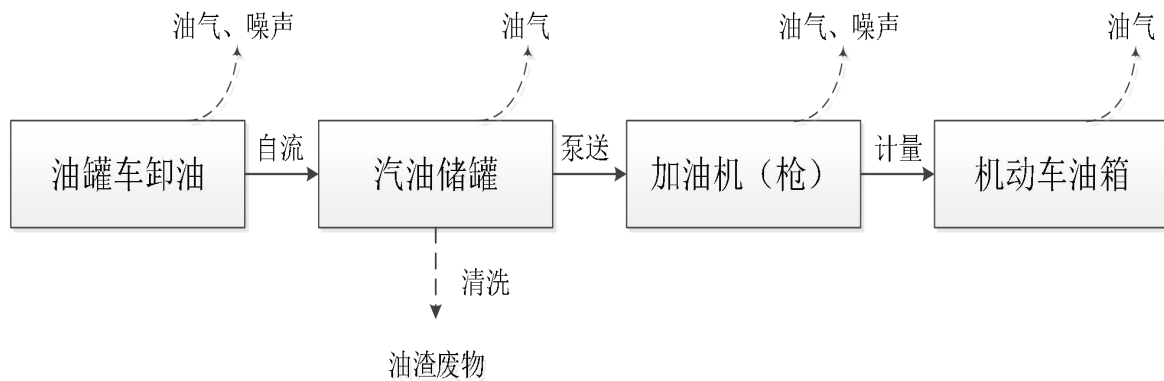 油气、噪声
油气
油气、噪声
油气
油罐车卸油
自流
汽油储罐
泵送
加油机（枪）
计量
机动车油箱
清洗
油渣废物